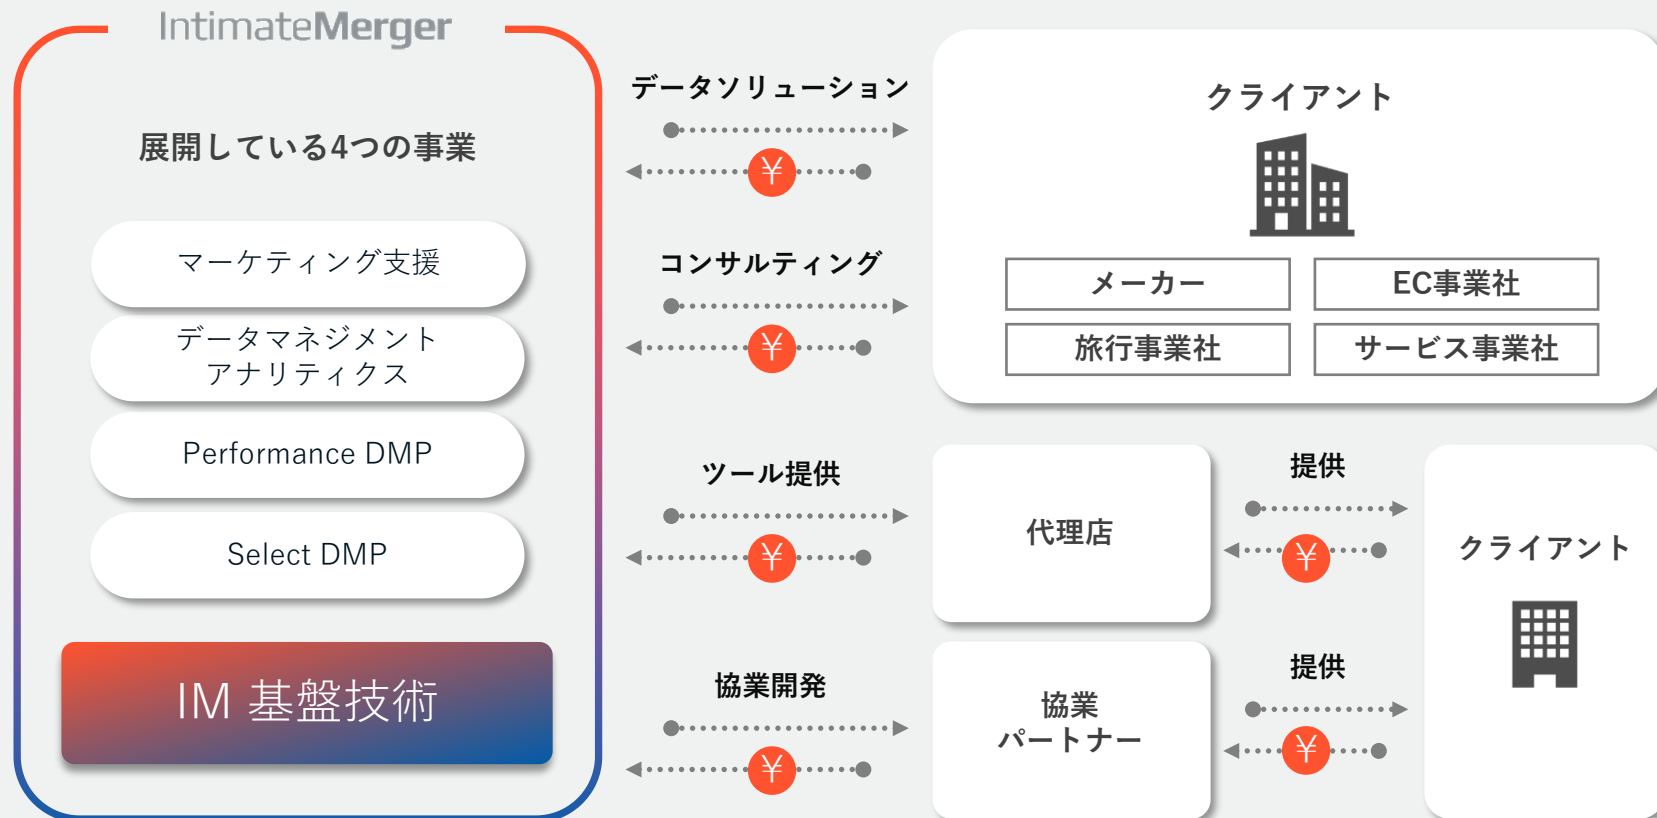 IntimateMerger
展開している4つの事業
マーケティング支援
データマネジメント
アナリティクス
Performance DMP
Select DMP
IM 基盤技術
データソリューション
¥
コンサルティング
¥
ツール提供
¥
協業開発
¥
クライアント
メーカー
EC事業社
旅行事業社
サービス事業社
代理店
協業
パートナー
提供
¥
提供
¥
クライアント